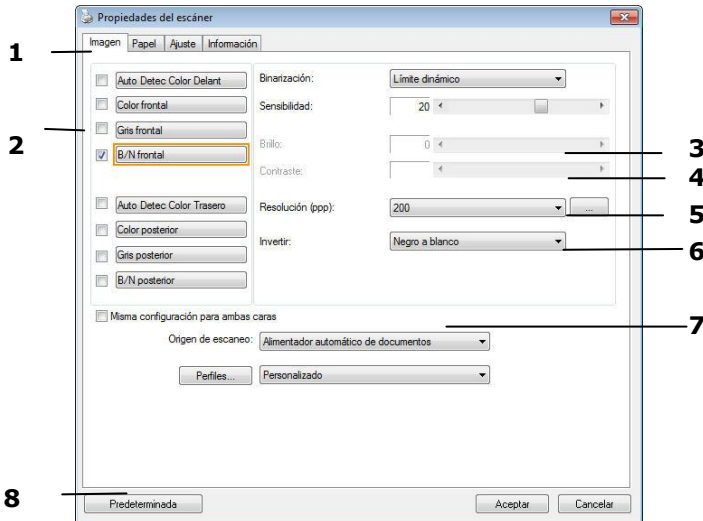 Propiedades del escáner
Imagen Papel Ajuste Información
1
Auto Detec Color Delant
Color frontal
Gris frontal
B/N frontal
2
Auto Detec Color Trasero
Color posterior
Gris posterior
B/N posterior
Binarización: Límite dinámico
Sensibilidad: 20
Brillo: 0
3
Contraste:
4
Resolución (ppp): 200 ...
5
Invertir: Negro a blanco
6
Misma configuración para ambas caras
7
Origen de escaneo: Alimentador automático de documentos
Perfiles... Personalizado
8
Predeterminada Aceptar Cancelar